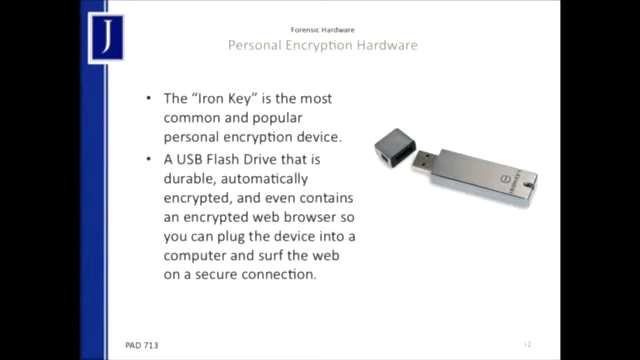 J
Forensic Hardware
Personal Encryption Hardware
• The “Iron Key” is the most
common and popular
personal encryption device.
• A USB Flash Drive that is
durable, automatically
encrypted, and even contains
an encrypted web browser so
you can plug the device into a
computer and surf the web
on a secure connection.
IRONKEY
PAD 713
12